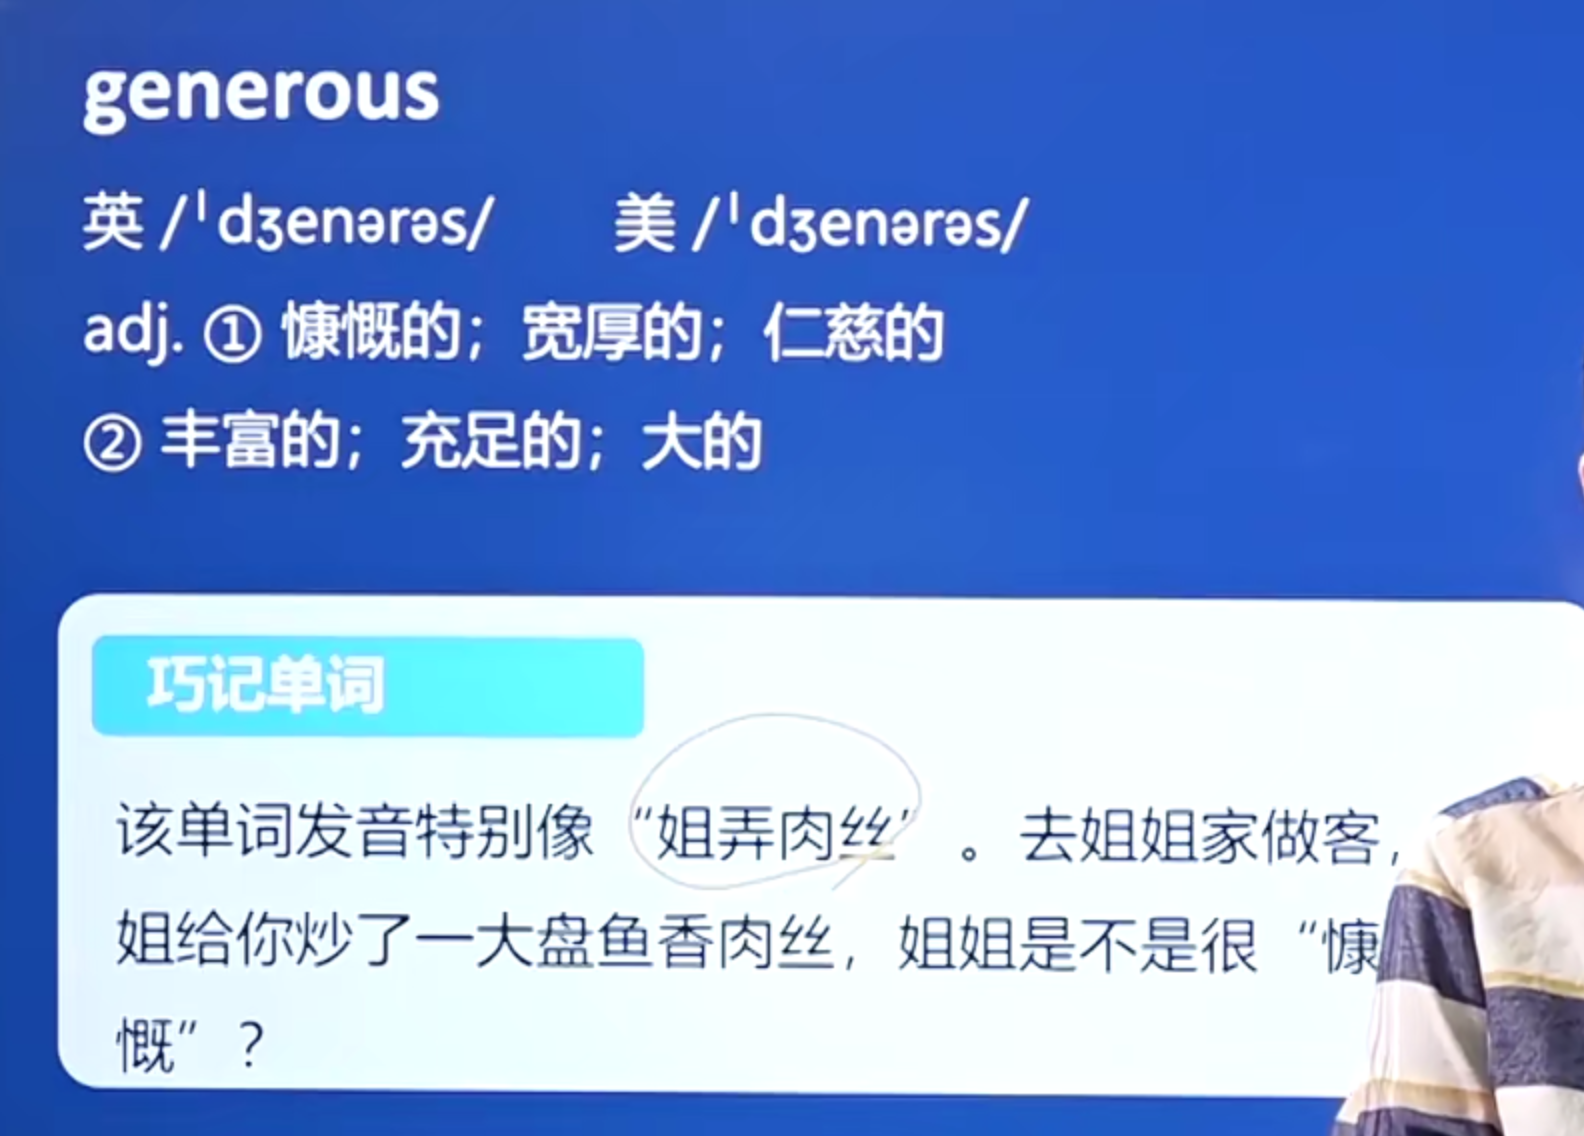 generous
英 /ˈdʒenərəs/ 美 /ˈdʒenərəs/
adj. ① 慷慨的；宽厚的；仁慈的
② 丰富的；充足的；大的
巧记单词
该单词发音特别像“姐弄肉丝”。去姐姐家做客，
姐给你炒了一大盘鱼香肉丝，姐姐是不是很“慷
慨”？